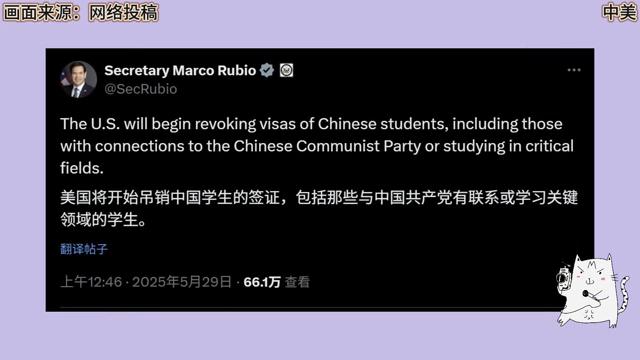 画面来源：网络投稿
中美
Secretary Marco Rubio
@SecRubio
The U.S. will begin revoking visas of Chinese students, including those
with connections to the Chinese Communist Party or studying in critical
fields.
美国将开始吊销中国学生的签证，包括那些与中国共产党有联系或学习关键
领域的学生。
翻译帖子
上午12:46 · 2025年5月29日 · 66.1万 查看